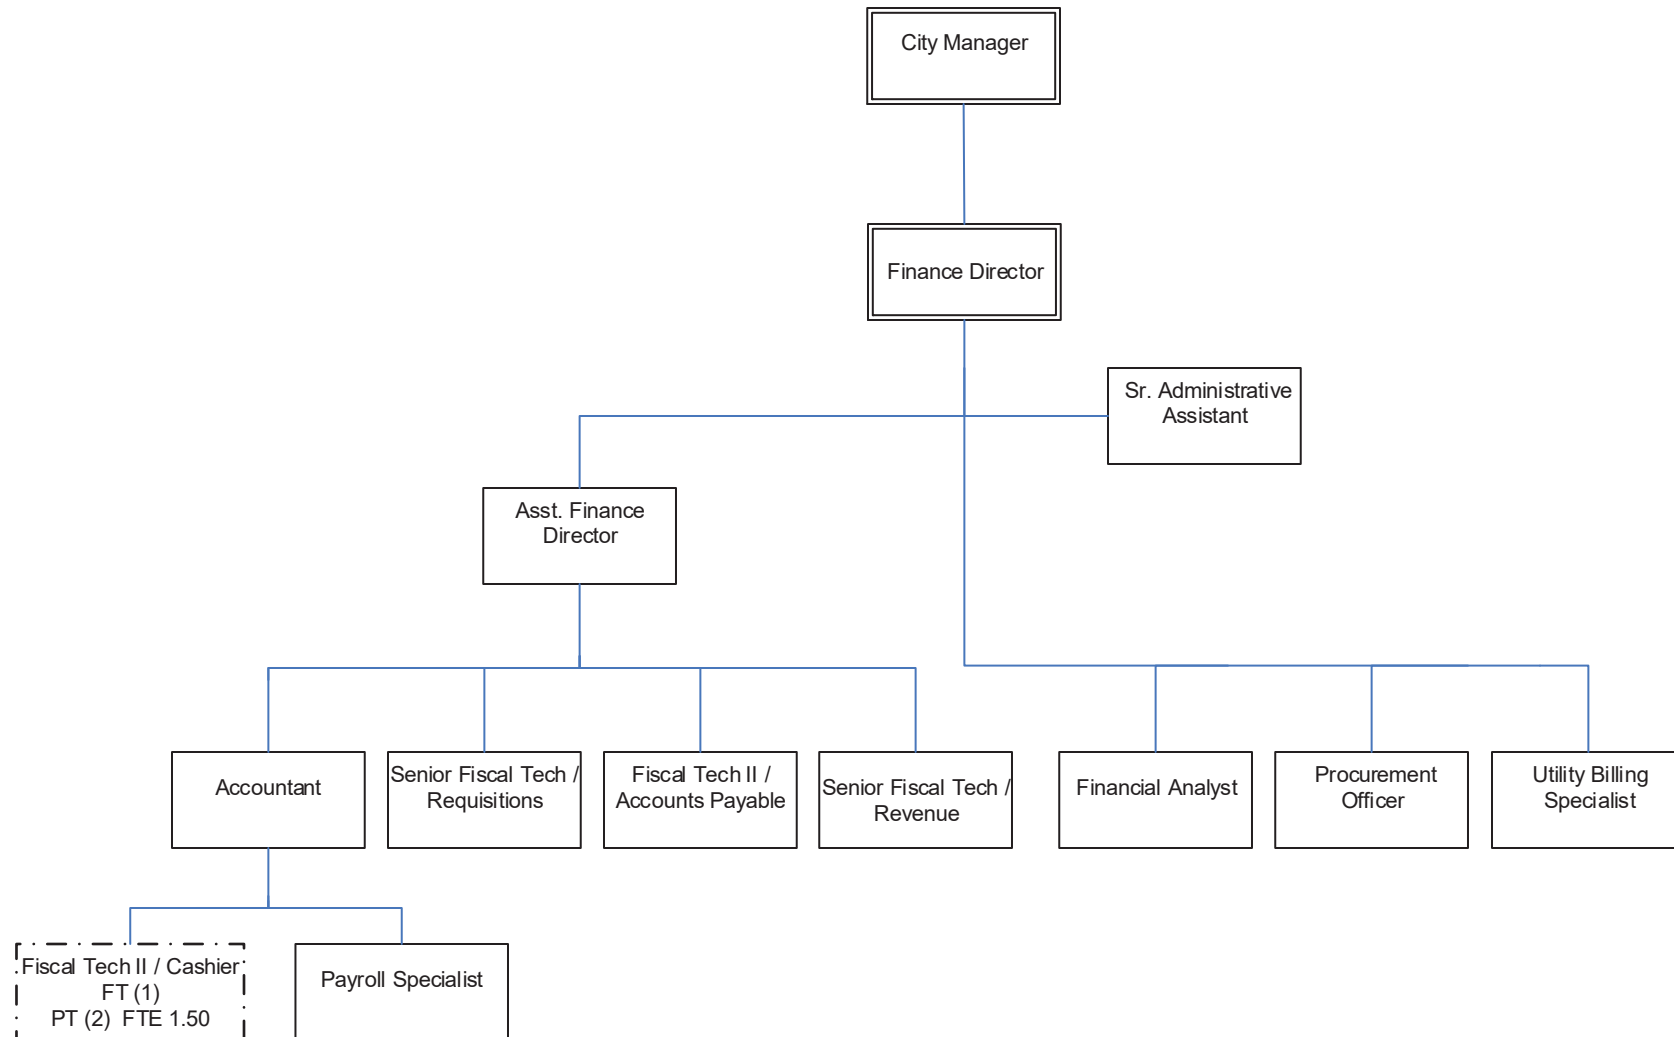 City Manager
Finance Director
Sr. Administrative
Assistant
Asst. Finance
Director
Accountant
Senior Fiscal Tech /
Requisitions
Fiscal Tech II /
Accounts Payable
Senior Fiscal Tech /
Revenue
Financial Analyst
Procurement
Officer
Utility Billing
Specialist
Fiscal Tech II / Cashier
FT (1)
PT (2) FTE 1.50
Payroll Specialist